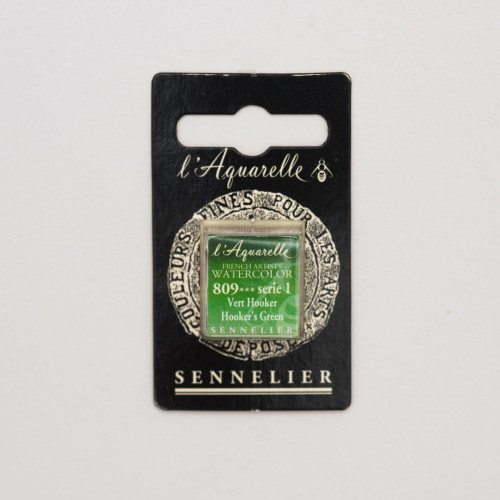 l'Aquarelle
COULEURS FINES POUR LES ARTS
l'Aquarelle
FRENCH ARTISTS'
WATERCOLOR
809*** serie 1
Vert Hooker
Hooker's Green
SENNELIER
DEPOSE
SENNELIER